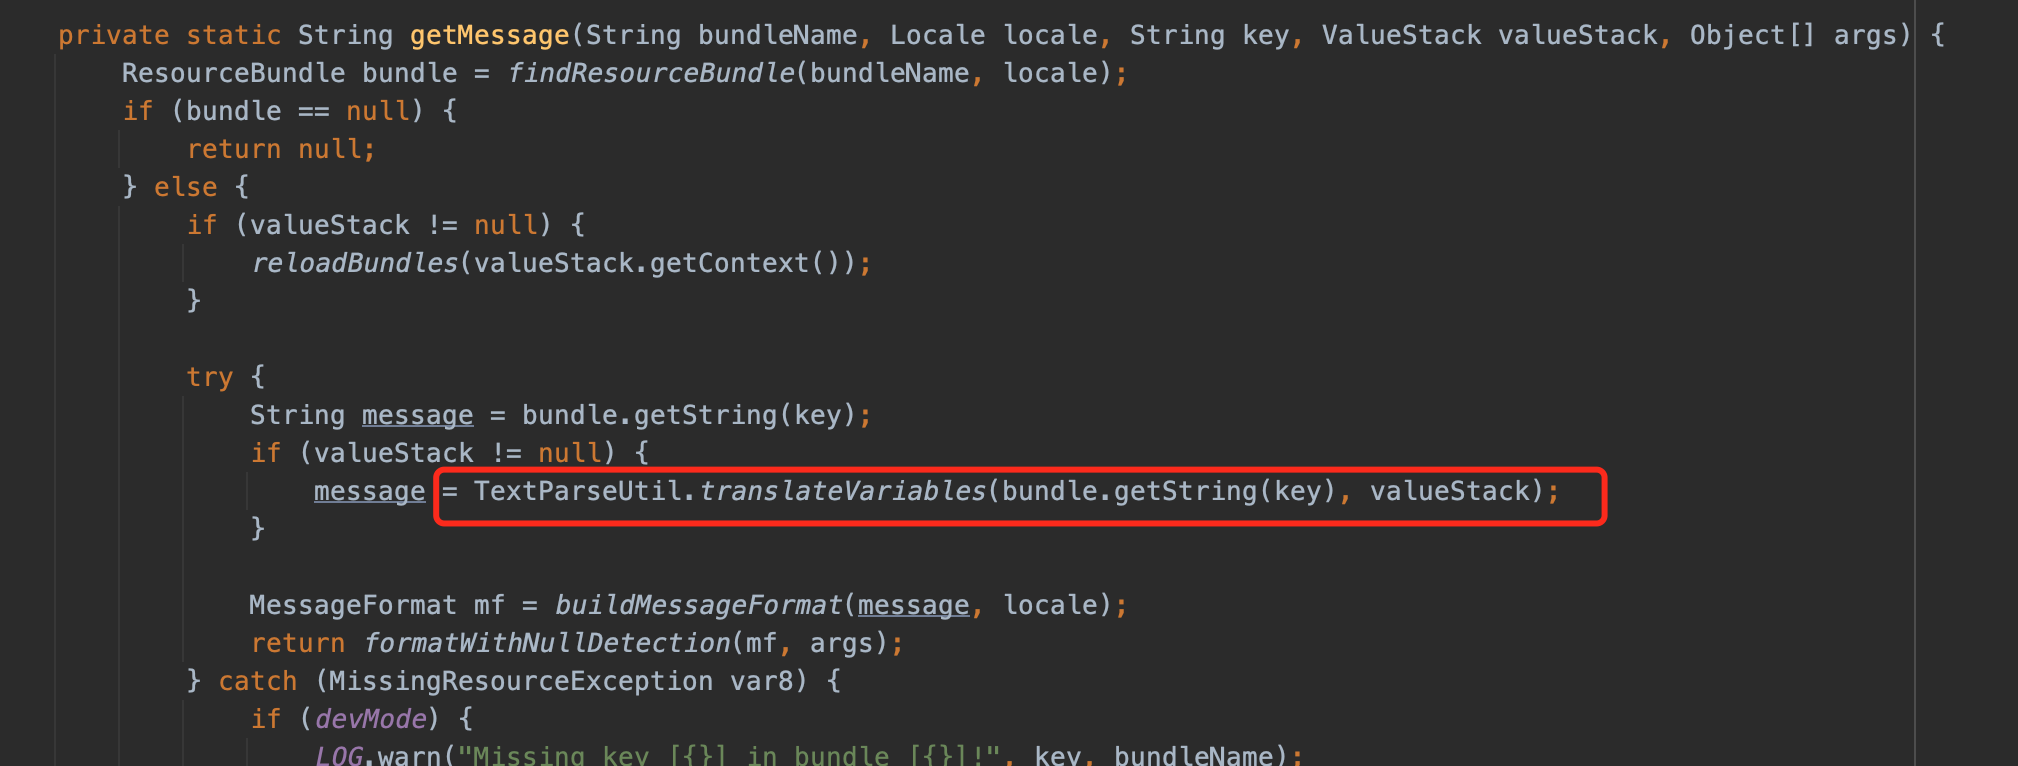 private static String getMessage(String bundleName, Locale locale, String key, ValueStack valueStack, Object[] args) {
ResourceBundle bundle = findResourceBundle(bundleName, locale);
if (bundle == null) {
return null;
} else {
if (valueStack != null) {
reloadBundles(valueStack.getContext());
}
try {
String message = bundle.getString(key);
if (valueStack != null) {
message = TextParseUtil.translateVariables(bundle.getString(key), valueStack);
}
MessageFormat mf = buildMessageFormat(message, locale);
return formatWithNullDetection(mf, args);
} catch (MissingResourceException var8) {
if (devMode) {
LOG.warn("Missing key [{}] in bundle [{}]!", key, bundleName);